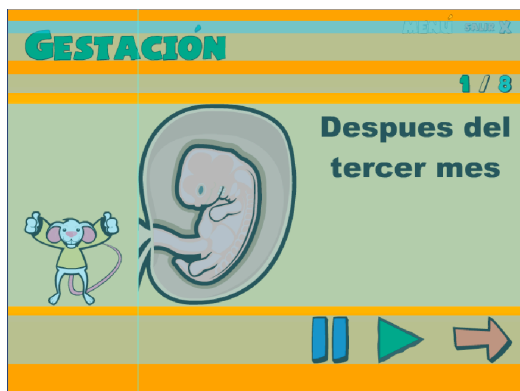 MENÚ SALIR X
GESTACIÓN
1 / 8
Despues del
tercer mes